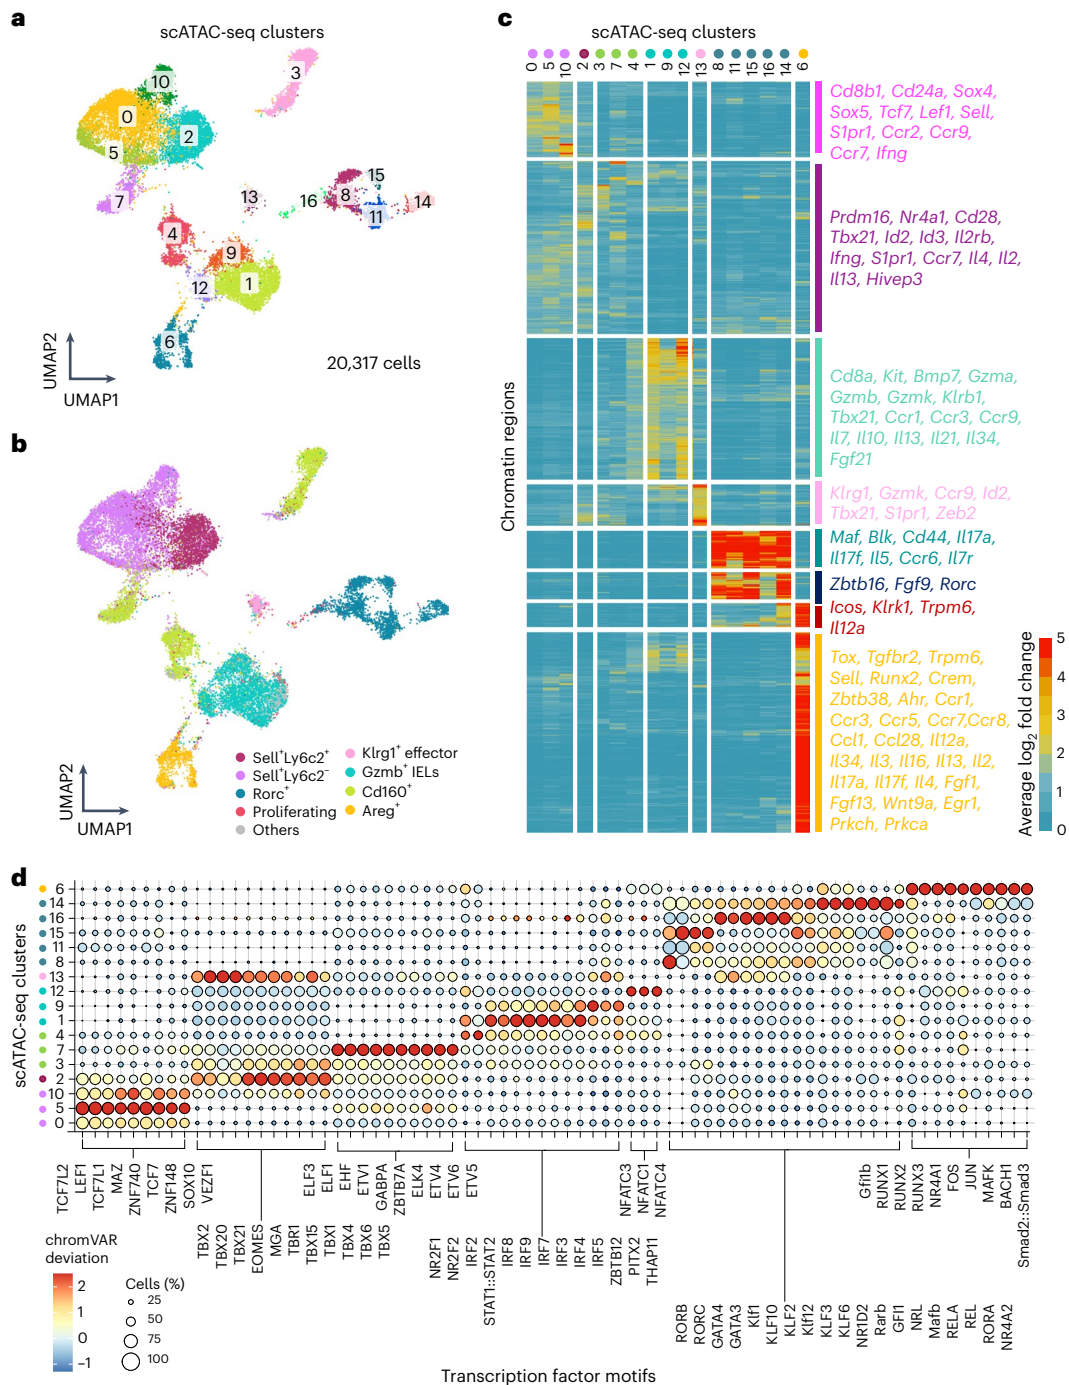 a
scATAC-seq clusters
3
10
0
2
5
7
13
16
15
8
11
14
4
9
12
1
6
20,317 cells
UMAP2
UMAP1
b
Sell+Ly6c2+
Sell+Ly6c2−
Rorc+
Proliferating
Others
Klrg1+ effector
Gzmb+ IELs
Cd160+
Areg+
UMAP2
UMAP1
c
scATAC-seq clusters
0 5 10 2 3 7 4 1 9 12 13 8 11 15 16 14 6
Chromatin regions
Cd8b1, Cd24a, Sox4,
Sox5, Tcf7, Lef1, Sell,
S1pr1, Ccr2, Ccr9,
Ccr7, Ifng
Prdm16, Nr4a1, Cd28,
Tbx21, Id2, Id3, Il2rb,
Ifng, S1pr1, Ccr7, Il4, Il2,
Il13, Hivep3
Cd8a, Kit, Bmp7, Gzma,
Gzmb, Gzmk, Klrb1,
Tbx21, Ccr1, Ccr3, Ccr9,
Il7, Il10, Il13, Il21, Il34,
Fgf21
Klrg1, Gzmk, Ccr9, Id2,
Tbx21, S1pr1, Zeb2
Maf, Blk, Cd44, Il17a,
Il17f, Il5, Ccr6, Il7r
Zbtb16, Fgf9, Rorc
Icos, Klrk1, Trpm6,
Il12a
Tox, Tgfbr2, Trpm6,
Sell, Runx2, Crem,
Zbtb38, Ahr, Ccr1,
Ccr3, Ccr5, Ccr7,Ccr8,
Ccl1, Ccl28, Il12a,
Il34, Il3, Il16, Il13, Il2,
Il17a, Il17f, Il4, Fgf1,
Fgf13, Wnt9a, Egr1,
Prkch, Prkca
Average log2 fold change
5
4
3
2
1
0
d
scATAC-seq clusters
6
14
16
15
11
8
13
12
9
1
4
7
3
2
10
5
0
TCF7L2 LEF1 TCF7L1 MAZ ZNF740 TCF7 ZNF148 SOX10 VEZF1
TBX2 TBX20 TBX21 EOMES MGA TBR1 TBX15 TBX1
ELF3 ELF1 EHF ETV1 GABPA ZBTB7A ELK4 ETV4 ETV6 ETV5
TBX4 TBX6 TBX5 NR2F1 NR2F2
IRF2 STAT1::STAT2 IRF8 IRF9 IRF7 IRF3 IRF4 IRF5 ZBTB12
NFATC3 NFATC1 NFATC4
PITX2 THAP11
RORB RORC GATA4 GATA3 Klf1 KLF10 KLF2 Klf12 KLF3 KLF6 NR1D2 Rarb GFI1
Gfi1b RUNX1 RUNX2 RUNX3 NR4A1 FOS JUN MAFK BACH1 Smad2::Smad3
NRL Mafb RELA REL RORA NR4A2
chromVAR
deviation
2
1
0
−1
Cells (%)
25
50
75
100
Transcription factor motifs